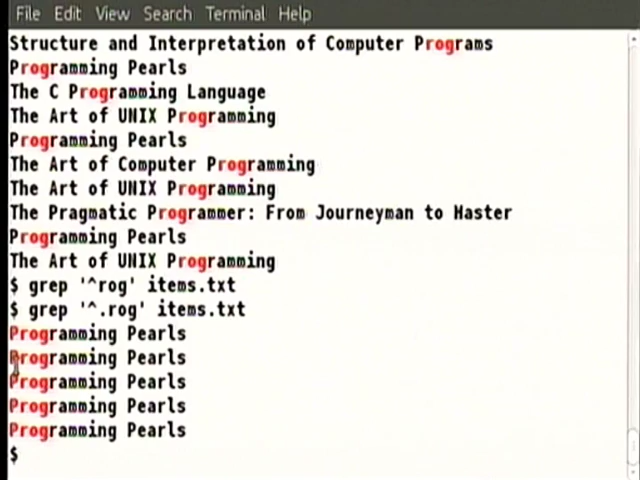 File Edit View Search Terminal Help
Structure and Interpretation of Computer Programs
Programming Pearls
The C Programming Language
The Art of UNIX Programming
Programming Pearls
The Art of Computer Programming
The Art of UNIX Programming
The Pragmatic Programmer: From Journeyman to Master
Programming Pearls
The Art of UNIX Programming
$ grep '^rog' items.txt
$ grep '^.rog' items.txt
Programming Pearls
Programming Pearls
Programming Pearls
Programming Pearls
Programming Pearls
$